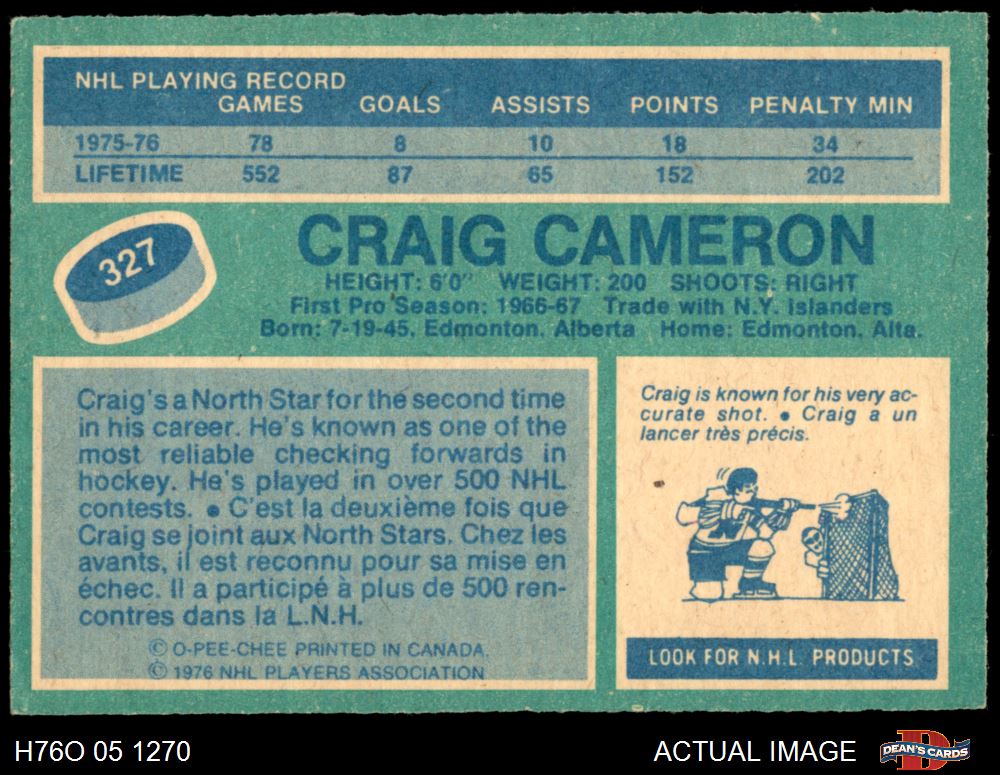 NHL PLAYING RECORD
GAMES GOALS ASSISTS POINTS PENALTY MIN
1975-76 78 8 10 18 34
LIFETIME 552 87 65 152 202
327
CRAIG CAMERON
HEIGHT: 6'0" WEIGHT: 200 SHOOTS: RIGHT
First Pro Season: 1966-67 Trade with N.Y. Islanders
Born: 7-19-45. Edmonton. Alberta Home: Edmonton. Alta.
Craig's a North Star for the second time
in his career. He's known as one of the
most reliable checking forwards in
hockey. He's played in over 500 NHL
contests. • C'est la deuxième fois que
Craig se joint aux North Stars. Chez les
avants, il est reconnu pour sa mise en
échec. Il a participé à plus de 500 ren-
contres dans la L.N.H.
© O-PEE-CHEE PRINTED IN CANADA.
© 1976 NHL PLAYERS ASSOCIATION
Craig is known for his very ac-
curate shot. • Craig a un
lancer très précis.
LOOK FOR N.H.L. PRODUCTS
H76O 05 1270
ACTUAL IMAGE
DEAN'S CARDS